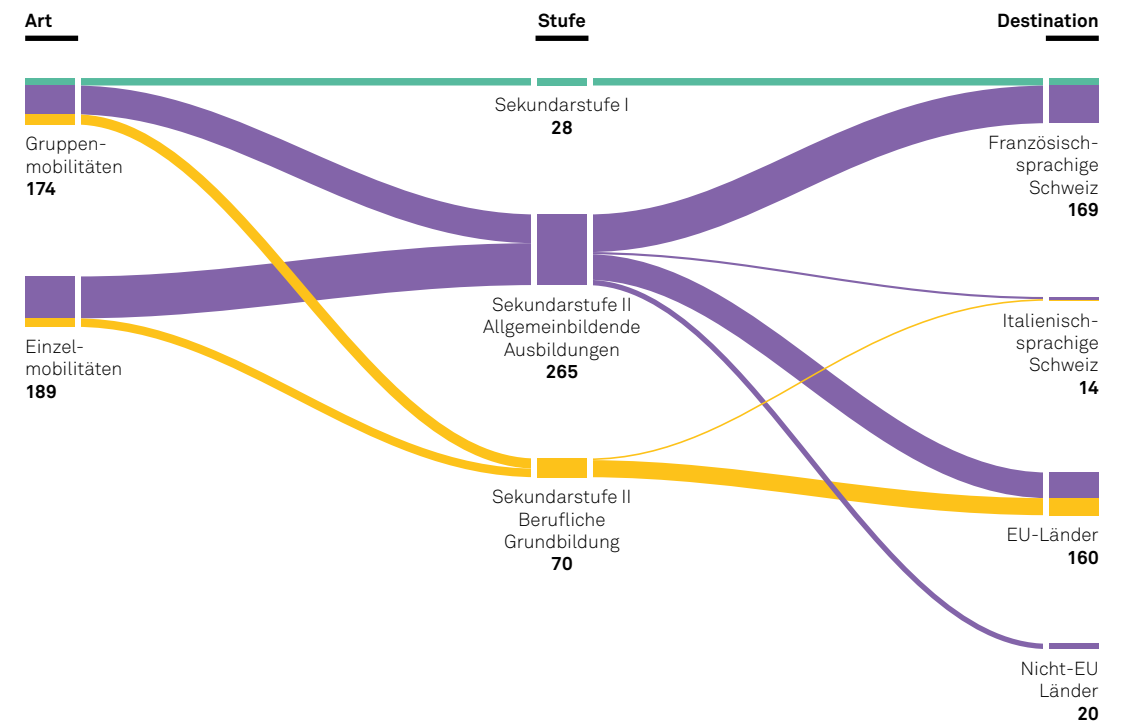 Art
Stufe
Destination
Gruppen-
mobilitäten
174
Einzel-
mobilitäten
189
Sekundarstufe I
28
Sekundarstufe II
Allgemeinbildende
Ausbildungen
265
Sekundarstufe II
Berufliche
Grundbildung
70
Französisch-
sprachige
Schweiz
169
Italienisch-
sprachige
Schweiz
14
EU-Länder
160
Nicht-EU
Länder
20